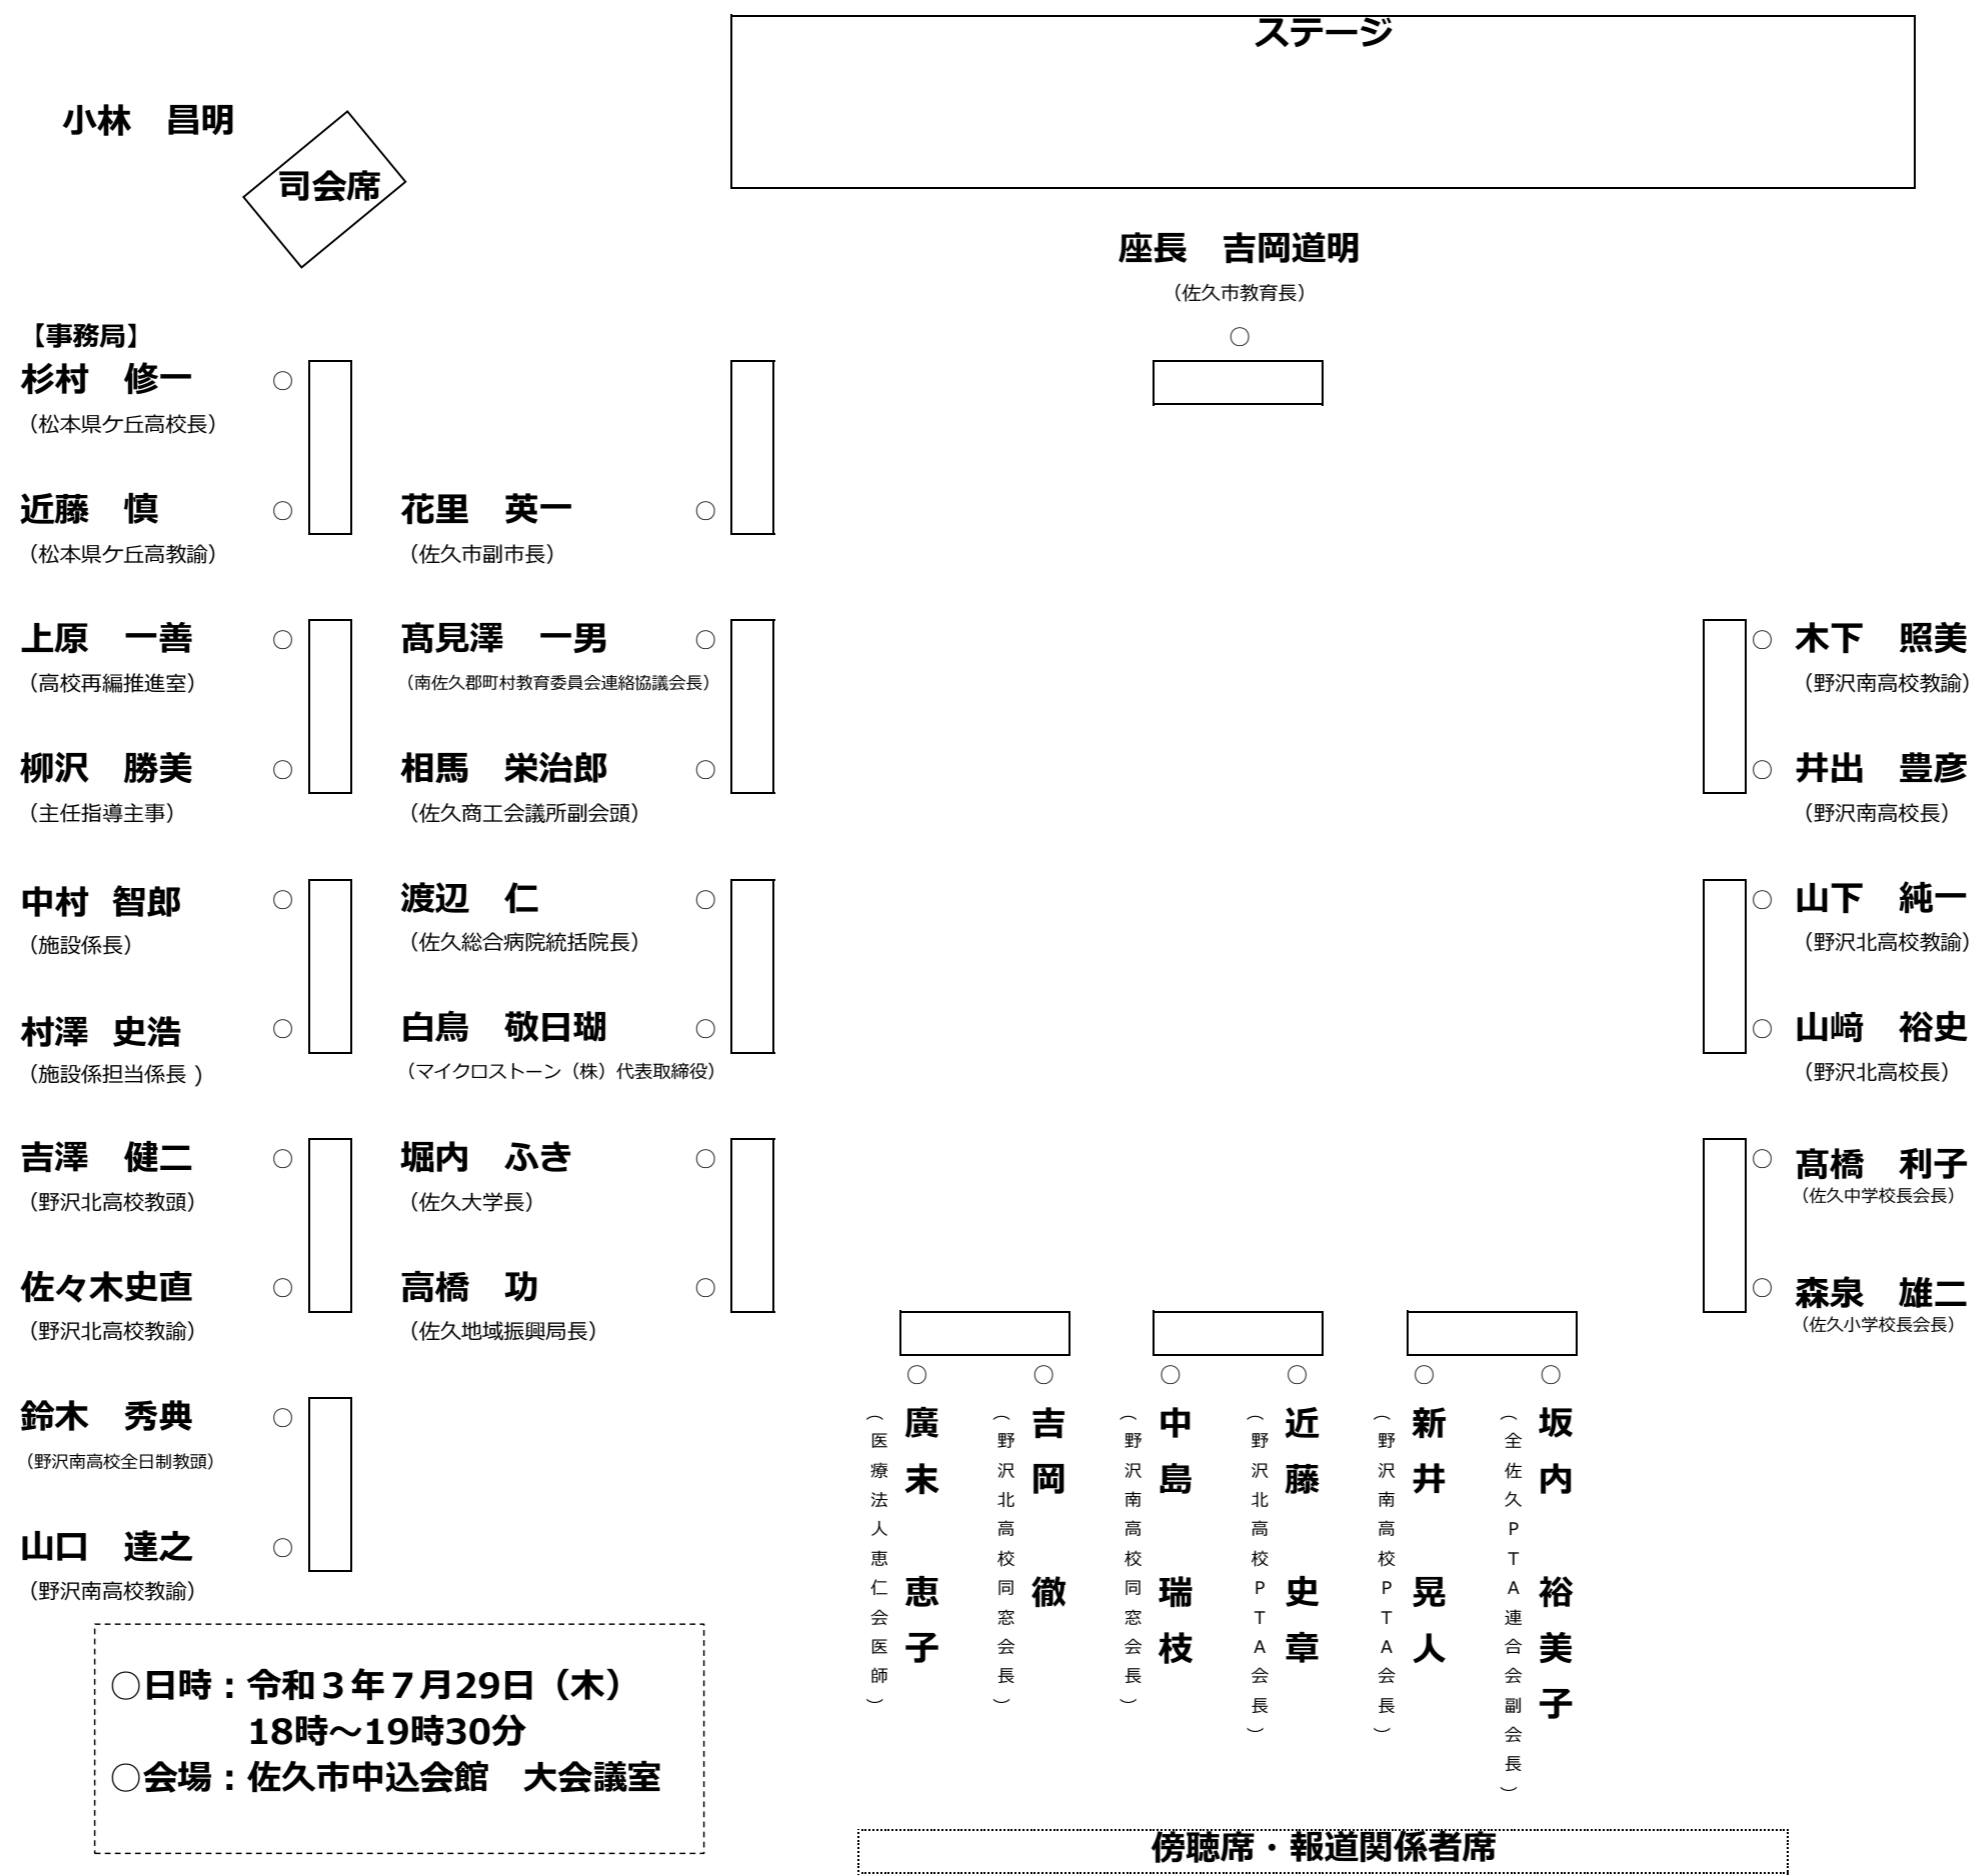 ステージ
小林　昌明
司会席
座長　吉岡道明
（佐久市教育長）
○
【事務局】
杉村　修一　○
（松本県ケ丘高校長）
近藤　慎　○
（松本県ケ丘高教諭）
上原　一善　○
（高校再編推進室）
柳沢　勝美　○
（主任指導主事）
中村 智郎　○
（施設係長）
村澤 史浩　○
（施設係担当係長 )
吉澤　健二　○
（野沢北高校教頭）
佐々木史直　○
（野沢北高校教諭）
鈴木　秀典　○
（野沢南高校全日制教頭）
山口　達之　○
（野沢南高校教諭）
花里　英一　○
（佐久市副市長）
髙見澤　一男　○
（南佐久郡町村教育委員会連絡協議会長）
相馬　栄治郎　○
（佐久商工会議所副会頭）
渡辺　仁　○
（佐久総合病院統括院長）
白鳥　敬日瑚　○
（マイクロストーン（株）代表取締役）
堀内　ふき　○
（佐久大学長）
高橋　功　○
（佐久地域振興局長）
○ 木下　照美
（野沢南高校教諭）
○ 井出　豊彦
（野沢南高校長）
○ 山下　純一
（野沢北高校教諭）
○ 山﨑　裕史
（野沢北高校長）
○ 髙橋　利子
（佐久中学校長会長）
○ 森泉　雄二
（佐久小学校長会長）
○ 廣末　恵子
（医療法人恵仁会医師）
○ 吉岡　徹
（野沢北高校同窓会長）
○ 中島　瑞枝
（野沢南高校同窓会長）
○ 近藤　史章
（野沢北高校ＰＴＡ会長）
○ 新井　晃人
（野沢南高校ＰＴＡ会長）
○ 坂内　裕美子
（全佐久ＰＴＡ連合会副会長）
○日時：令和３年７月29日（木）
18時～19時30分
○会場：佐久市中込会館　大会議室
傍聴席・報道関係者席